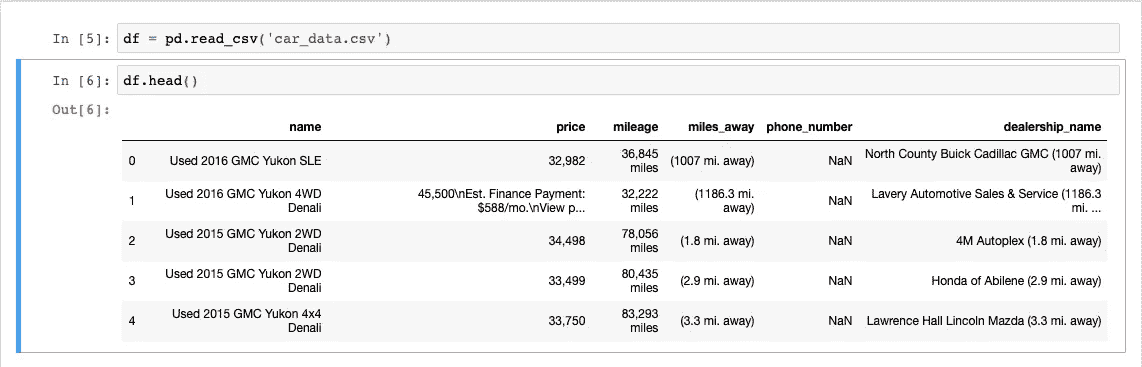 In [5]: df = pd.read_csv('car_data.csv')
In [6]: df.head()
Out[6]:
name price mileage miles_away phone_number dealership_name
0 Used 2016 GMC Yukon SLE 32,982 36,845 miles (1007 mi. away) NaN North County Buick Cadillac GMC (1007 mi. away)
1 Used 2016 GMC Yukon 4WD Denali 45,500\nEst. Finance Payment: $588/mo.\nView p... 32,222 miles (1186.3 mi. away) NaN Lavery Automotive Sales & Service (1186.3 mi. ...
2 Used 2015 GMC Yukon 2WD Denali 34,498 78,056 miles (1.8 mi. away) NaN 4M Autoplex (1.8 mi. away)
3 Used 2015 GMC Yukon 2WD Denali 33,499 80,435 miles (2.9 mi. away) NaN Honda of Abilene (2.9 mi. away)
4 Used 2015 GMC Yukon 4x4 Denali 33,750 83,293 miles (3.3 mi. away) NaN Lawrence Hall Lincoln Mazda (3.3 mi. away)